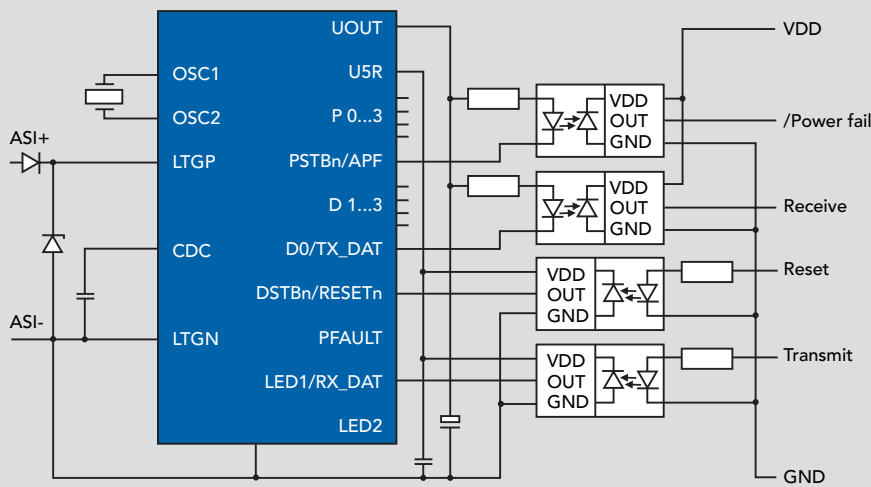 UOUT
U5R
OSC1
OSC2
P 0...3
ASI+
LTGP
PSTBn/APF
D 1...3
CDC
D0/TX_DAT
DSTBn/RESETn
ASI-
LTGN
PFAULT
LED1/RX_DAT
LED2
VDD
VDD
OUT
GND
/Power fail
VDD
OUT
GND
Receive
VDD
OUT
GND
Reset
VDD
OUT
GND
Transmit
GND